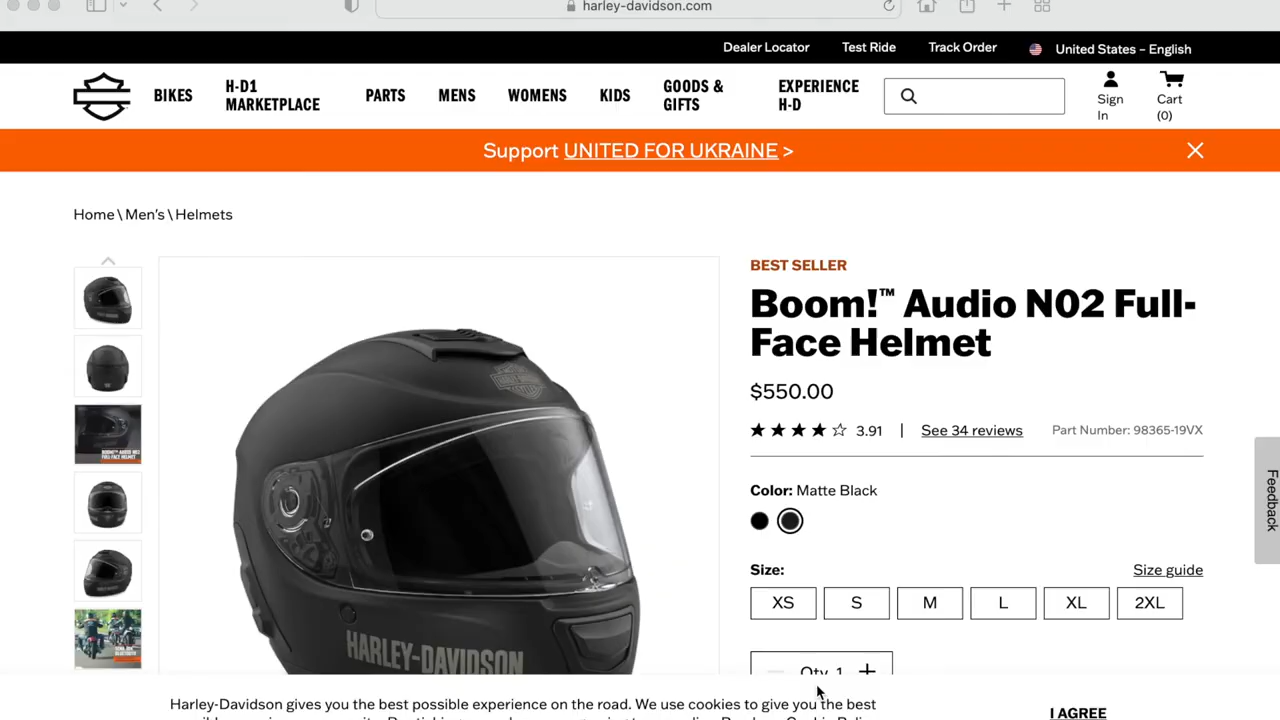 harley-davidson.com
Dealer Locator Test Ride Track Order United States – English
BIKES H-D1 MARKETPLACE PARTS MENS WOMENS KIDS GOODS & GIFTS EXPERIENCE H-D Sign In Cart (0)
Support UNITED FOR UKRAINE >
Home \ Men's \ Helmets
BEST SELLER
Boom!™ Audio N02 Full-
Face Helmet
$550.00
3.91 | See 34 reviews Part Number: 98365-19VX
Color: Matte Black
Feedback
Size: Size guide
XS S M L XL 2XL
HARLEY-DAVIDSON
Qty 1 +
Harley-Davidson gives you the best possible experience on the road. We use cookies to give you the best
I AGREE